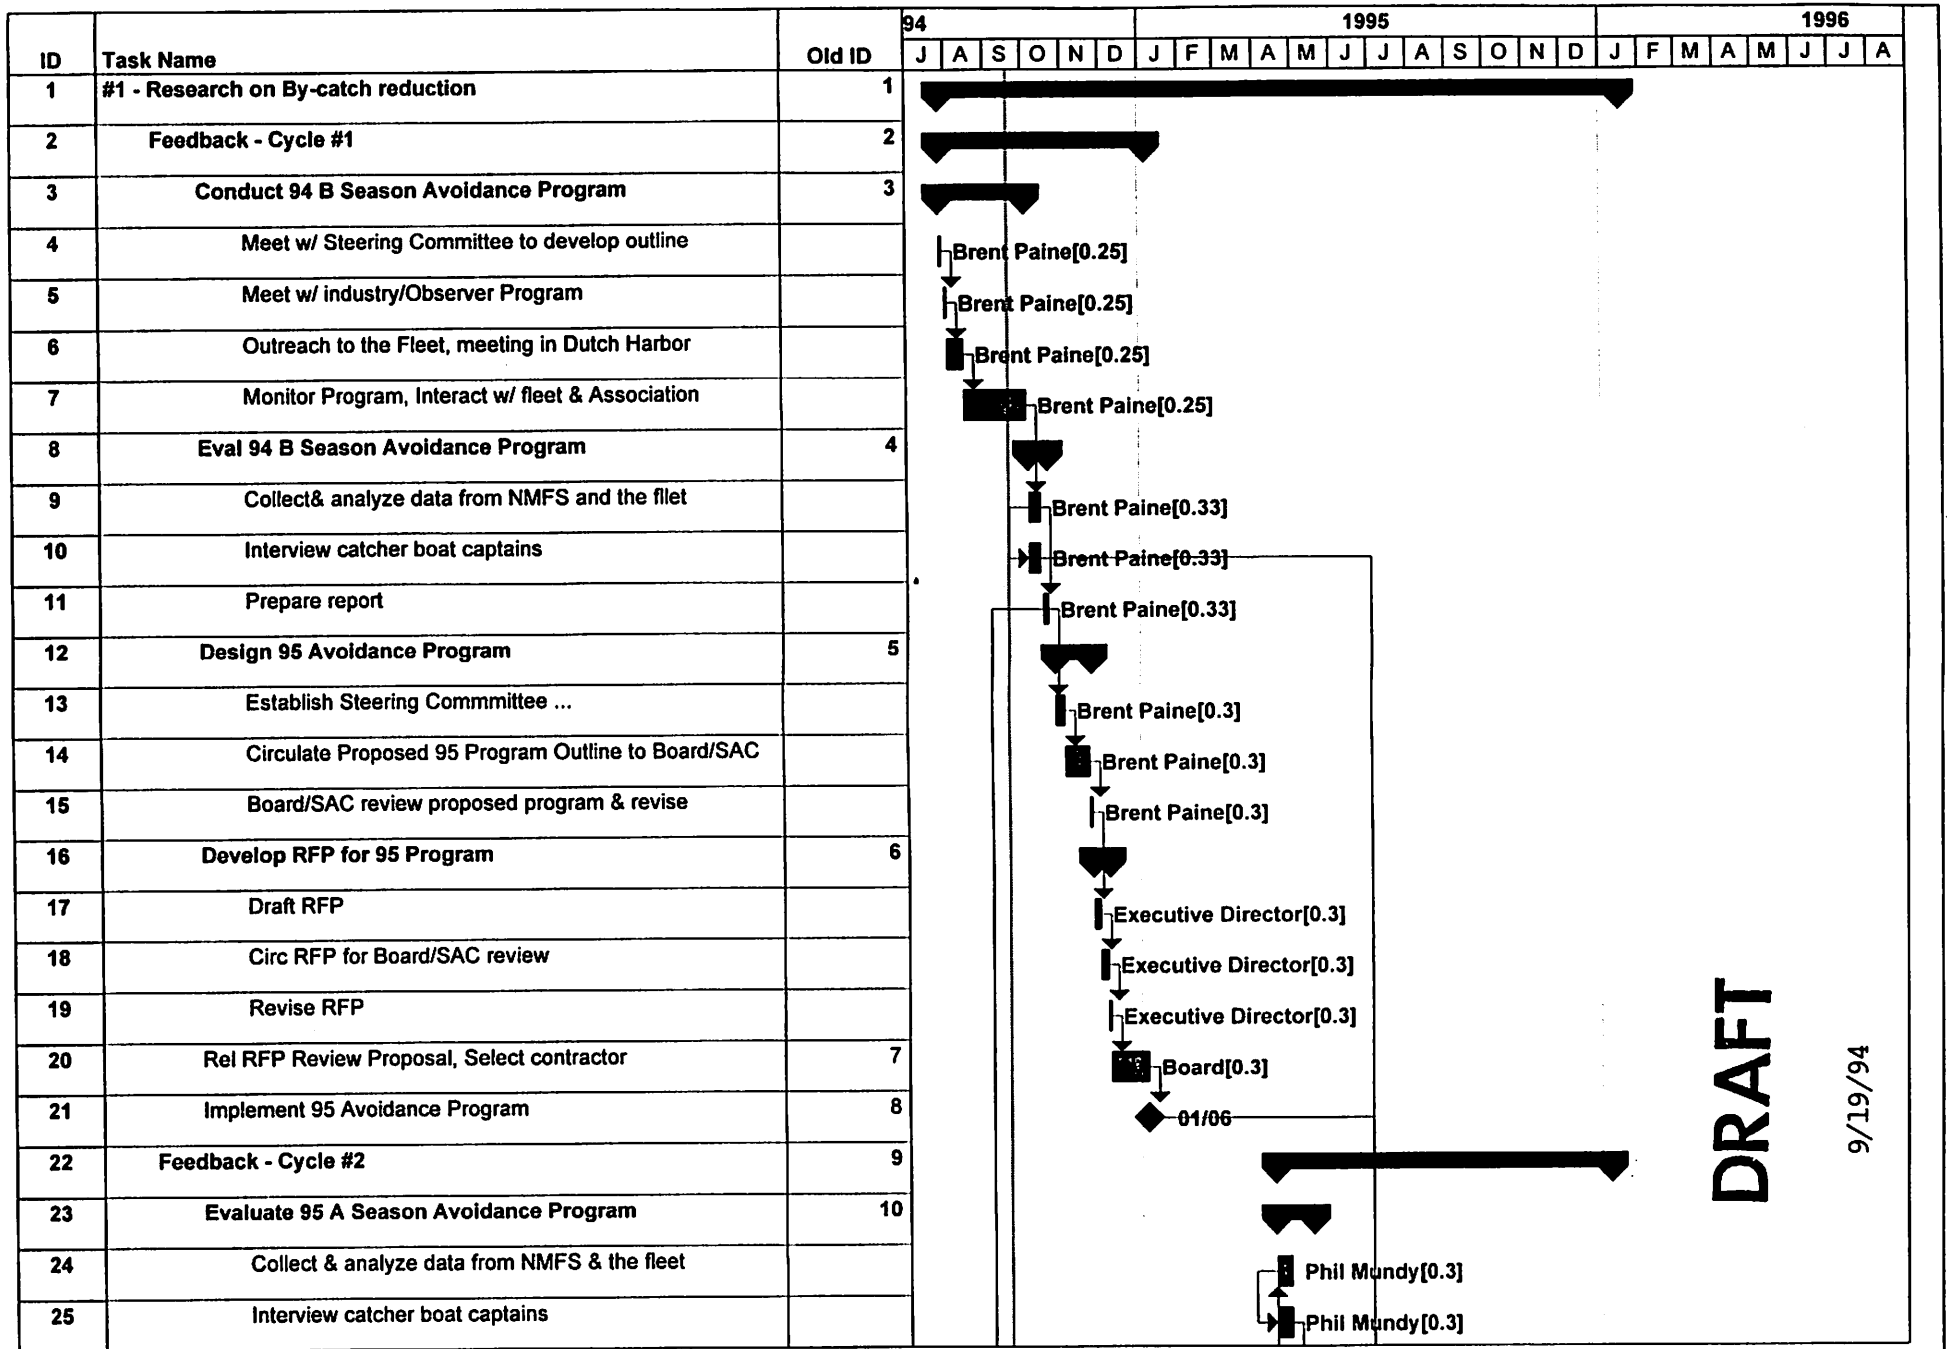 94 1995 1996
ID Task Name Old ID J A S O N D J F M A M J J A S O N D J F M A M J J A
1 #1 - Research on By-catch reduction 1
2 Feedback - Cycle #1 2
3 Conduct 94 B Season Avoidance Program 3
4 Meet w/ Steering Committee to develop outline Brent Paine[0.25]
5 Meet w/ industry/Observer Program Brent Paine[0.25]
6 Outreach to the Fleet, meeting in Dutch Harbor Brent Paine[0.25]
7 Monitor Program, Interact w/ fleet & Association Brent Paine[0.25]
8 Eval 94 B Season Avoidance Program 4
9 Collect& analyze data from NMFS and the fllet Brent Paine[0.33]
10 Interview catcher boat captains Brent Paine[0.33]
11 Prepare report Brent Paine[0.33]
12 Design 95 Avoidance Program 5
13 Establish Steering Commmittee ... Brent Paine[0.3]
14 Circulate Proposed 95 Program Outline to Board/SAC Brent Paine[0.3]
15 Board/SAC review proposed program & revise Brent Paine[0.3]
16 Develop RFP for 95 Program 6
17 Draft RFP Executive Director[0.3]
18 Circ RFP for Board/SAC review Executive Director[0.3]
19 Revise RFP Executive Director[0.3]
20 Rel RFP Review Proposal, Select contractor 7 Board[0.3]
21 Implement 95 Avoidance Program 8 01/06
22 Feedback - Cycle #2 9
23 Evaluate 95 A Season Avoidance Program 10
24 Collect & analyze data from NMFS & the fleet Phil Mundy[0.3]
25 Interview catcher boat captains Phil Mundy[0.3]
DRAFT
9/19/94